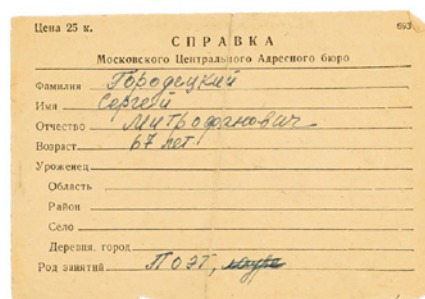 Цена 25 к.
693
СПРАВКА
Московского Центрального Адресного бюро
Фамилия Городецкий
Имя Сергей
Отчество Митрофанович
Возраст 67 лет.
Уроженец
Область
Район
Село
Деревня, город
Род занятий ПОЭТ,